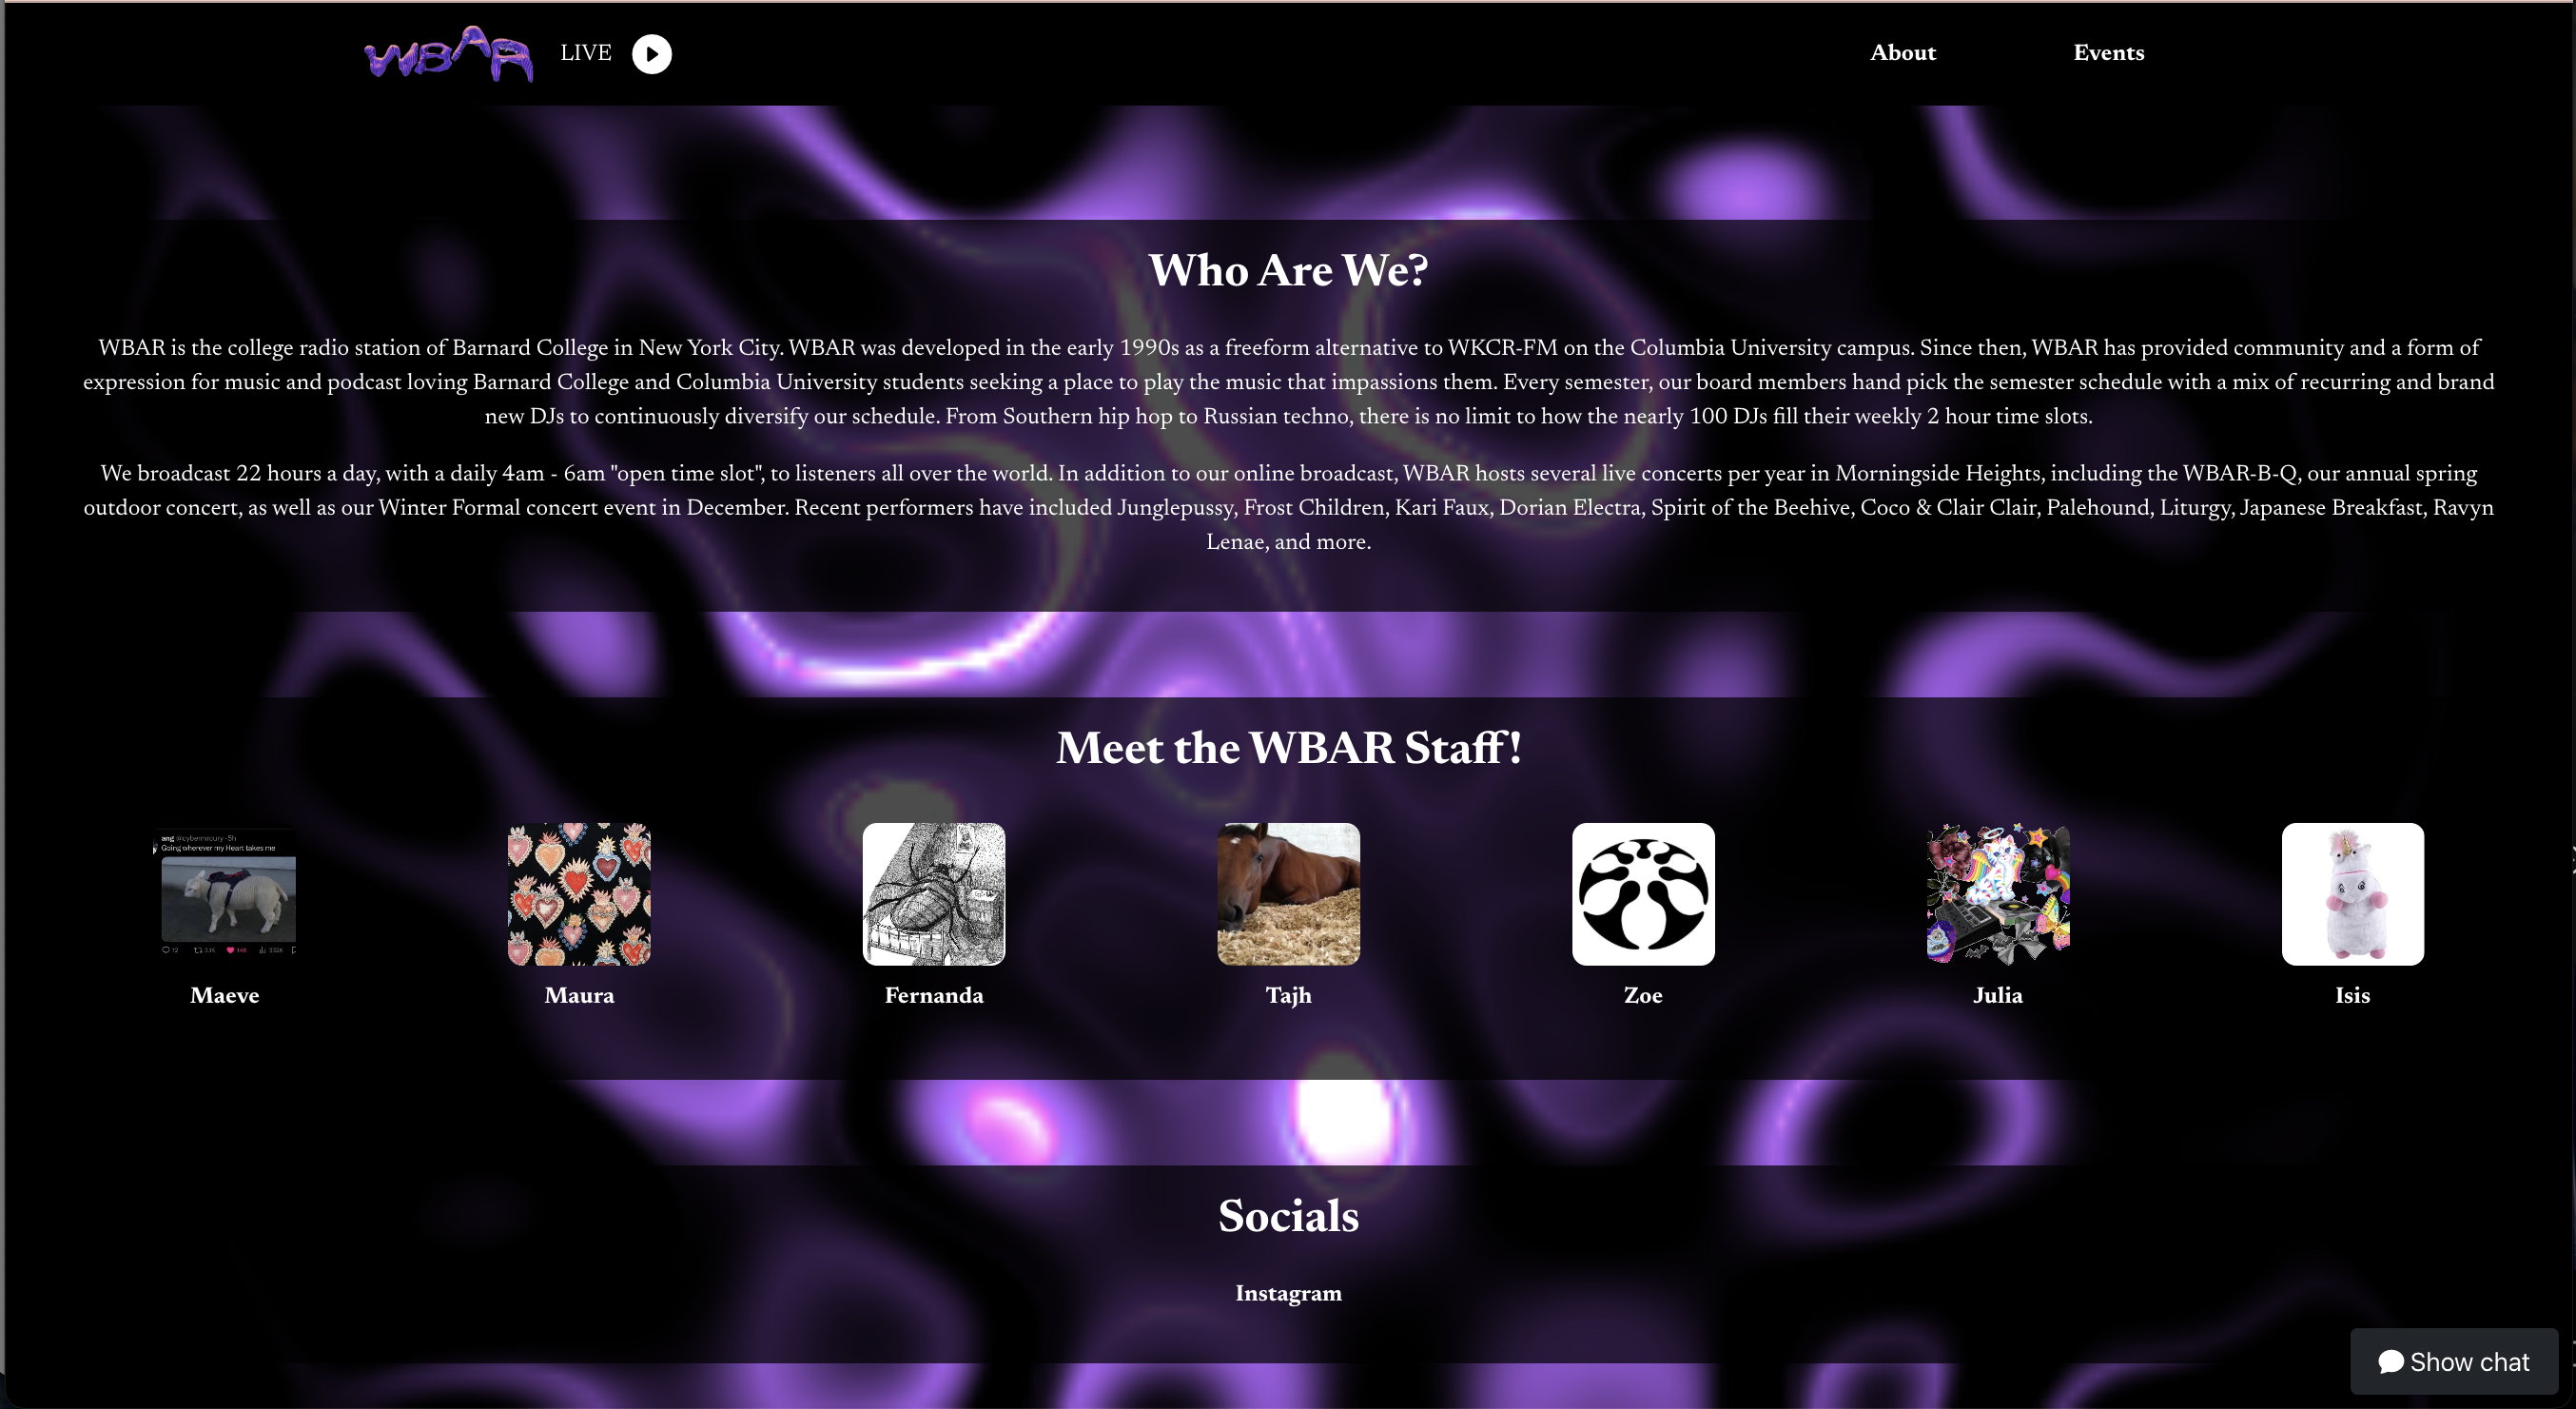 WBAR LIVE About Events
Who Are We?
WBAR is the college radio station of Barnard College in New York City. WBAR was developed in the early 1990s as a freeform alternative to WKCR-FM on the Columbia University campus. Since then, WBAR has provided community and a form of
expression for music and podcast loving Barnard College and Columbia University students seeking a place to play the music that impassions them. Every semester, our board members hand pick the semester schedule with a mix of recurring and brand
new DJs to continuously diversify our schedule. From Southern hip hop to Russian techno, there is no limit to how the nearly 100 DJs fill their weekly 2 hour time slots.
We broadcast 22 hours a day, with a daily 4am - 6am "open time slot", to listeners all over the world. In addition to our online broadcast, WBAR hosts several live concerts per year in Morningside Heights, including the WBAR-B-Q, our annual spring
outdoor concert, as well as our Winter Formal concert event in December. Recent performers have included Junglepussy, Frost Children, Kari Faux, Dorian Electra, Spirit of the Beehive, Coco & Clair Clair, Palehound, Liturgy, Japanese Breakfast, Ravyn
Lenae, and more.
Meet the WBAR Staff!
ang @cybermercury · 5h
Going wherever my Heart takes me
Maeve Maura Fernanda Tajh Zoe Julia Isis
Socials
Instagram
Show chat